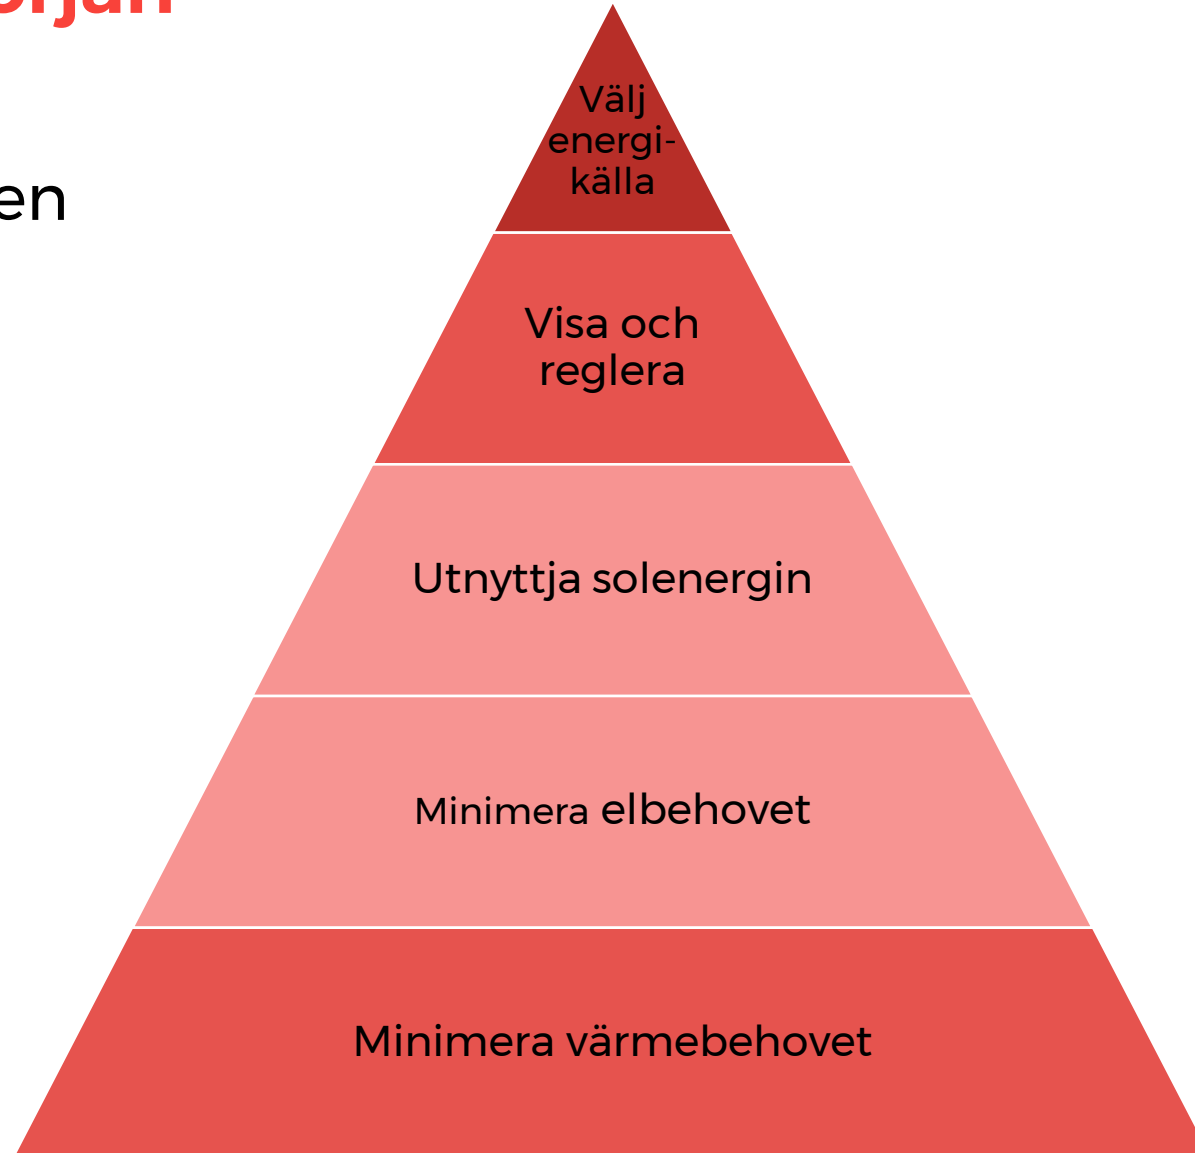 Välj
energi-
källa
Visa och
reglera
Utnyttja solenergin
Minimera elbehovet
Minimera värmebehovet